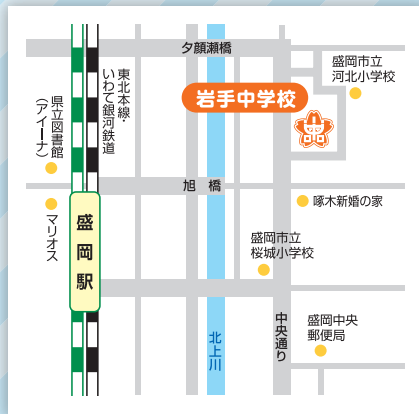 夕顔瀬橋
盛岡市立
河北小学校
東北本線・
いわて銀河鉄道
岩手中学校
県立図書館
(アイーナ)
旭橋
マリオス
盛岡駅
啄木新婚の家
盛岡市立
桜城小学校
北上川
中央通り
盛岡中央
郵便局